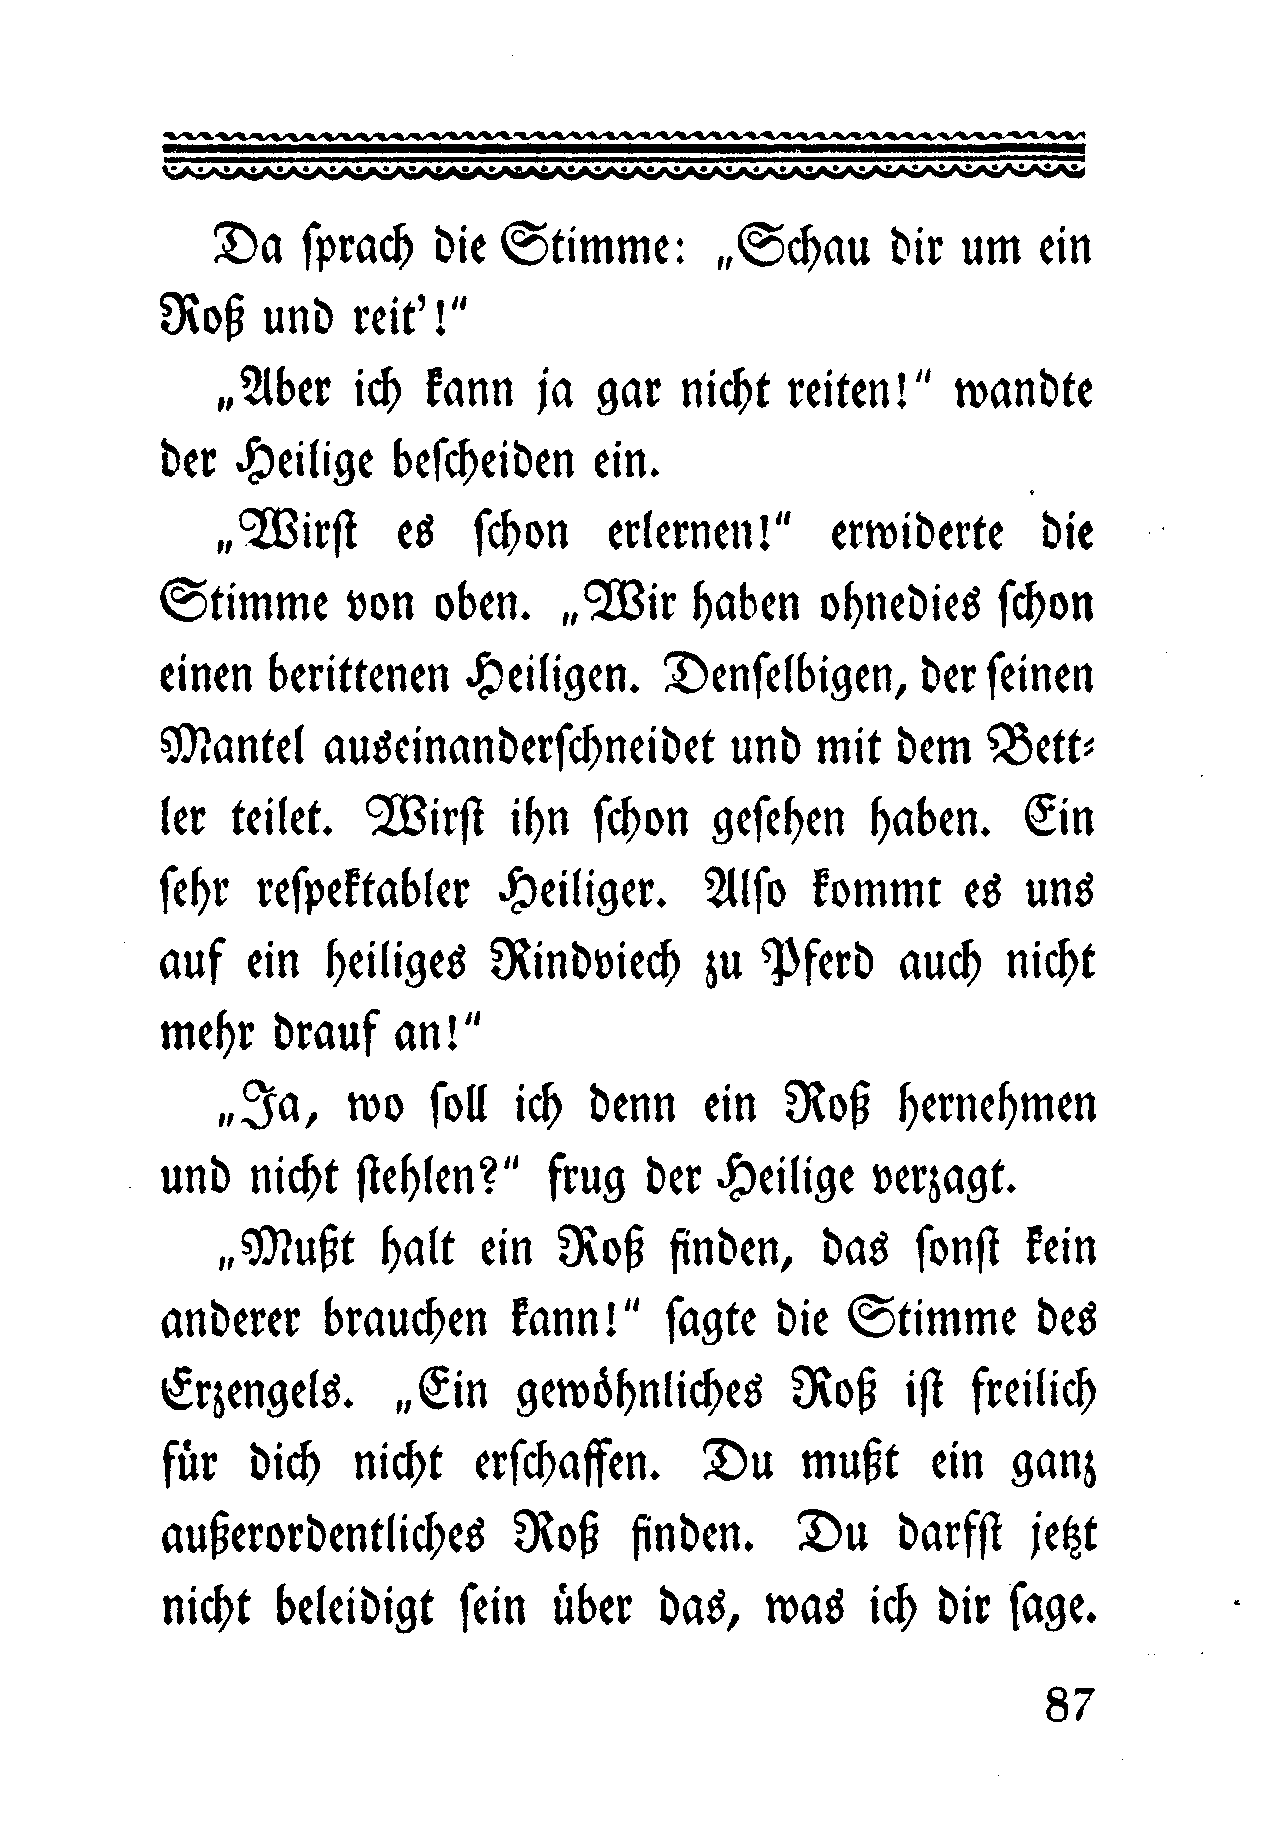 Da ſprach die Stimme: „Schau dir um ein
Roß und reit’!“
„Aber ich kann ja gar nicht reiten!“ wandte
der Heilige beſcheiden ein.
„Wirſt es ſchon erlernen!“ erwiderte die
Stimme von oben. „Wir haben ohnedies ſchon
einen berittenen Heiligen. Denſelbigen, der ſeinen
Mantel auseinanderſchneidet und mit dem Bett⸗
ler teilet. Wirſt ihn ſchon geſehen haben. Ein
ſehr reſpektabler Heiliger. Alſo kommt es uns
auf ein heiliges Rindviech zu Pferd auch nicht
mehr drauf an!“
„Ja, wo ſoll ich denn ein Roß hernehmen
und nicht ſtehlen?“ frug der Heilige verzagt.
„Mußt halt ein Roß finden, das ſonſt kein
anderer brauchen kann!“ ſagte die Stimme des
Erzengels. „Ein gewöhnliches Roß iſt freilich
für dich nicht erſchaffen. Du mußt ein ganz
außerordentliches Roß finden. Du darfſt jetzt
nicht beleidigt ſein über das, was ich dir ſage.
87